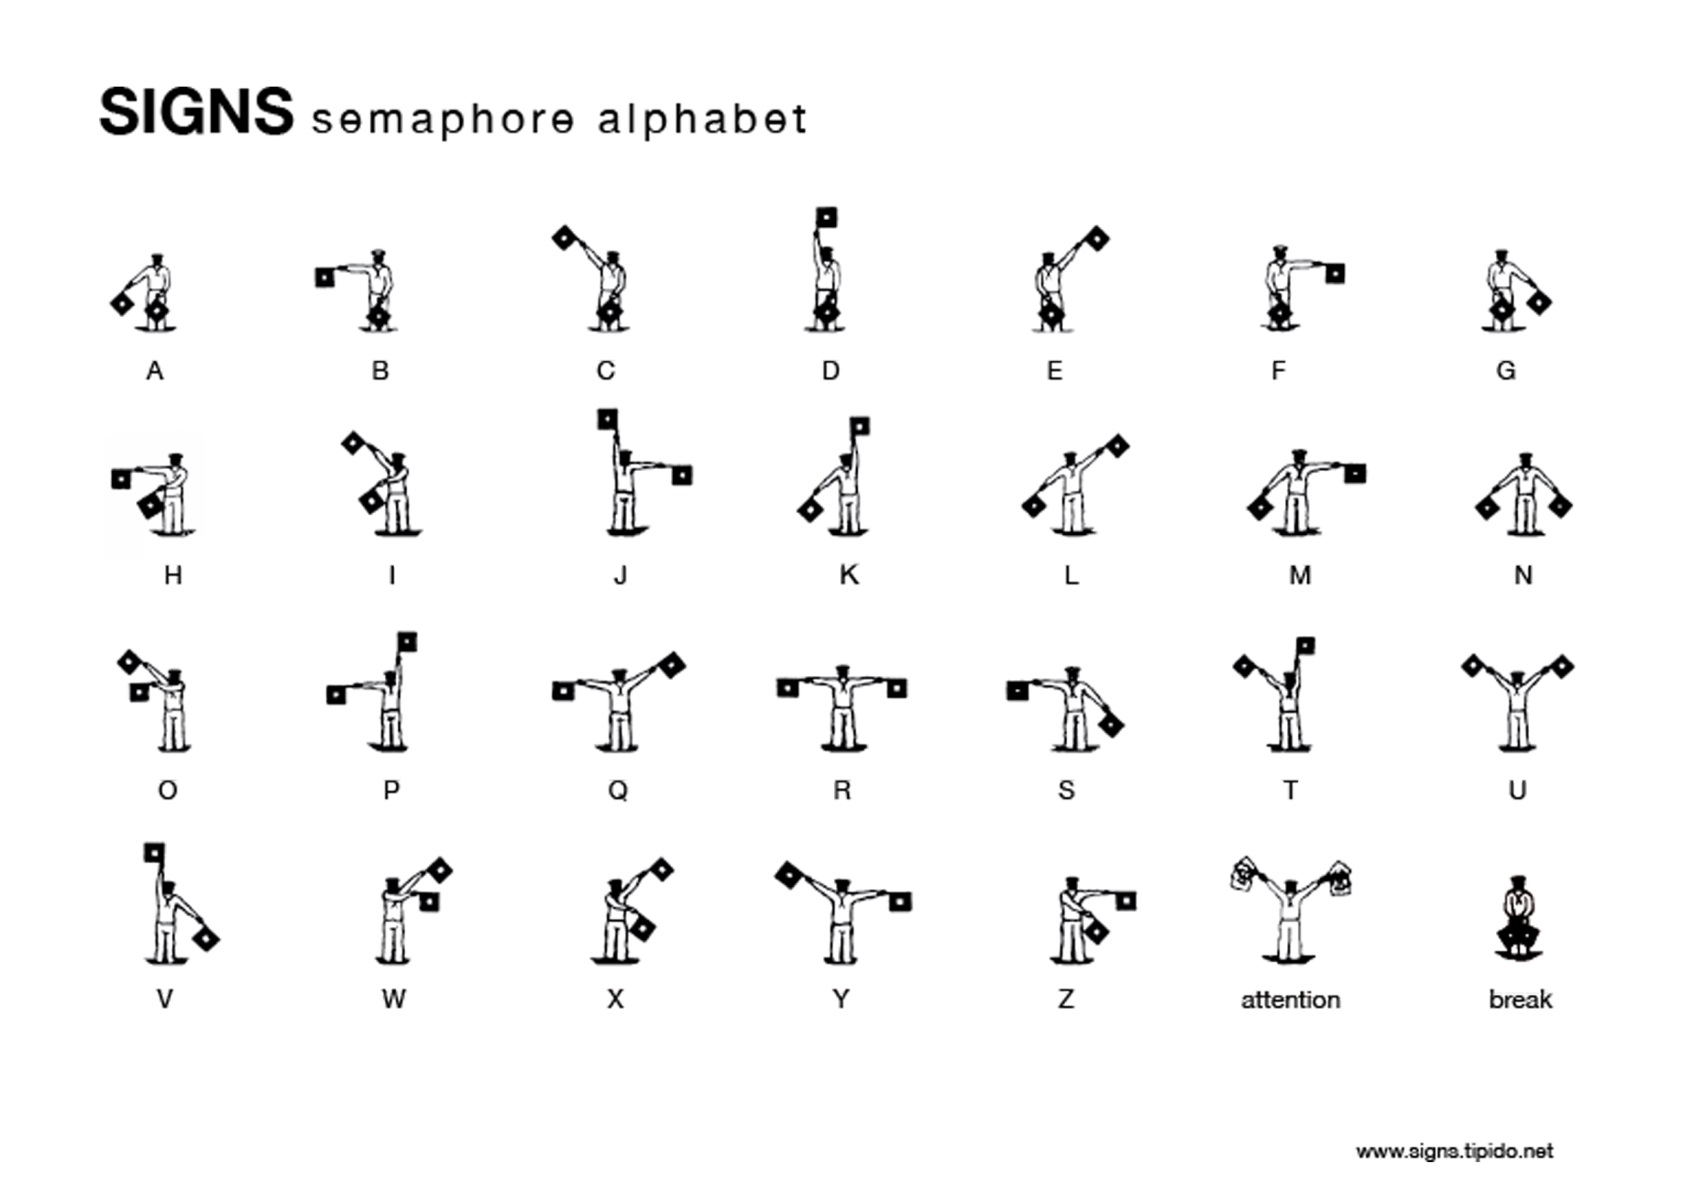 SIGNS semaphore alphabet
A B C D E F G
H I J K L M N
O P Q R S T U
V W X Y Z attention break
www.signs.tipido.net